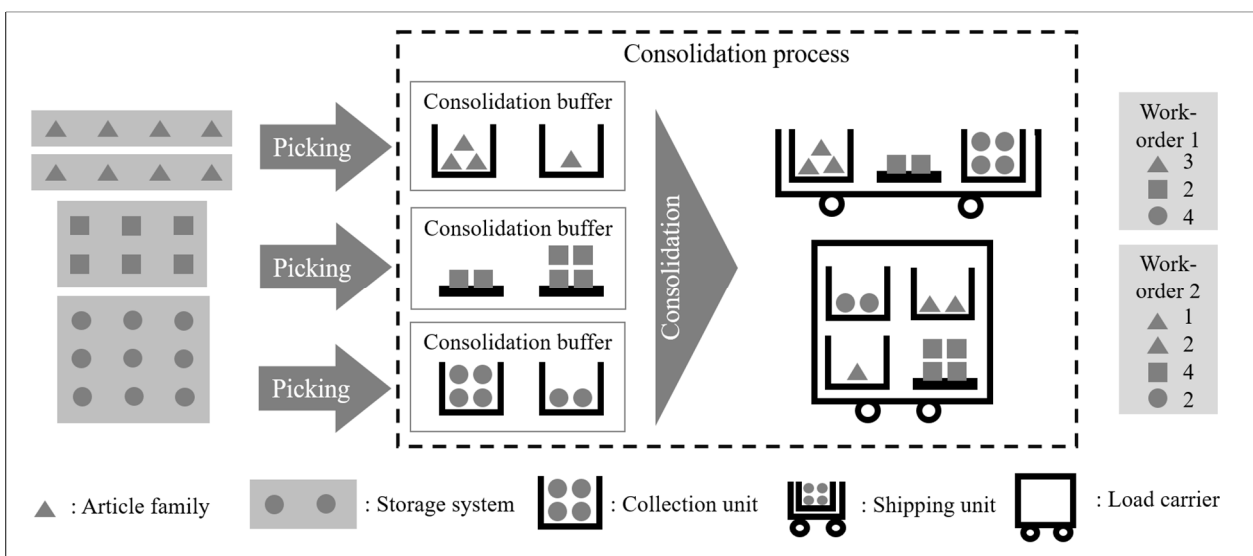 Consolidation process
Picking
Picking
Picking
Consolidation buffer
Consolidation buffer
Consolidation buffer
Consolidation
Work-
order 1
3
2
4
Work-
order 2
1
2
4
2
: Article family
: Storage system
: Collection unit
: Shipping unit
: Load carrier